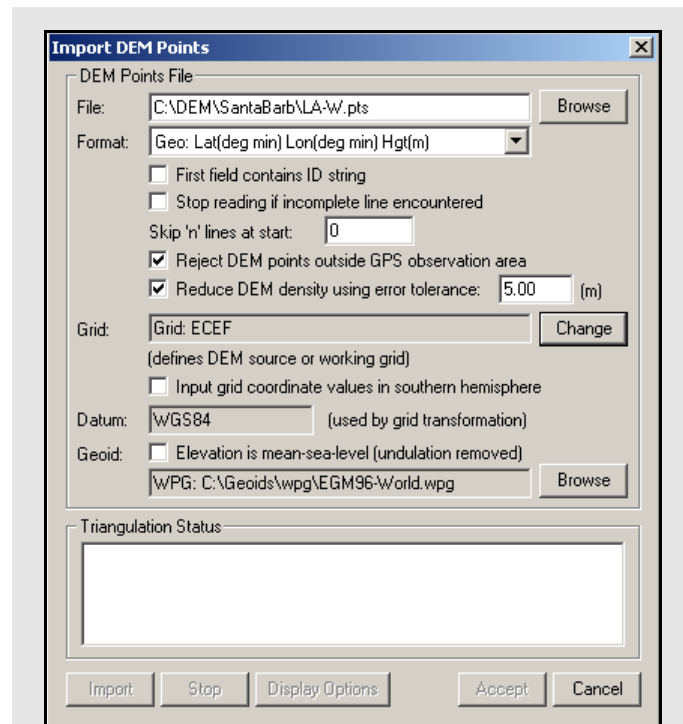 Import DEM Points
DEM Points File
File: C:\DEM\SantaBarb\LA-W.pts Browse
Format: Geo: Lat(deg min) Lon(deg min) Hgt(m)
First field contains ID string
Stop reading if incomplete line encountered
Skip 'n' lines at start: 0
Reject DEM points outside GPS observation area
Reduce DEM density using error tolerance: 5.00 (m)
Grid: Grid: ECEF Change
(defines DEM source or working grid)
Input grid coordinate values in southern hemisphere
Datum: WGS84 (used by grid transformation)
Geoid: Elevation is mean-sea-level (undulation removed)
WPG: C:\Geoids\wpg\EGM96-World.wpg Browse
Triangulation Status
Import Stop Display Options Accept Cancel